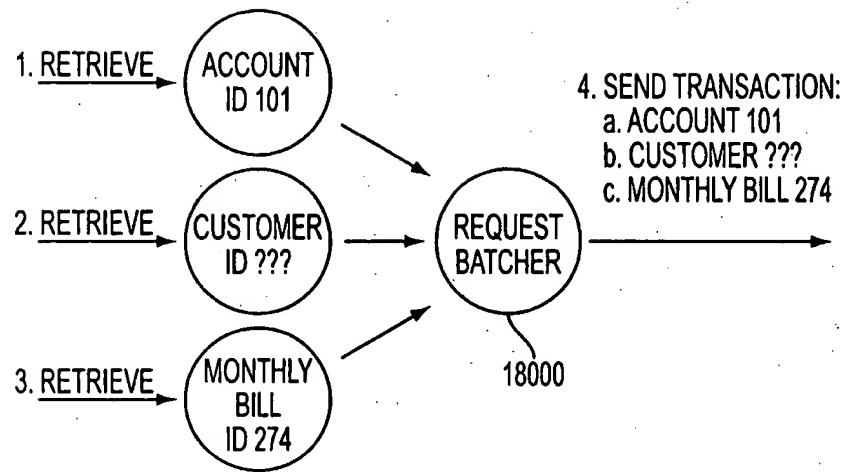 1. RETRIEVE
ACCOUNT
ID 101
2. RETRIEVE
CUSTOMER
ID ???
3. RETRIEVE
MONTHLY
BILL
ID 274
REQUEST
BATCHER
18000
4. SEND TRANSACTION:
a. ACCOUNT 101
b. CUSTOMER ???
c. MONTHLY BILL 274